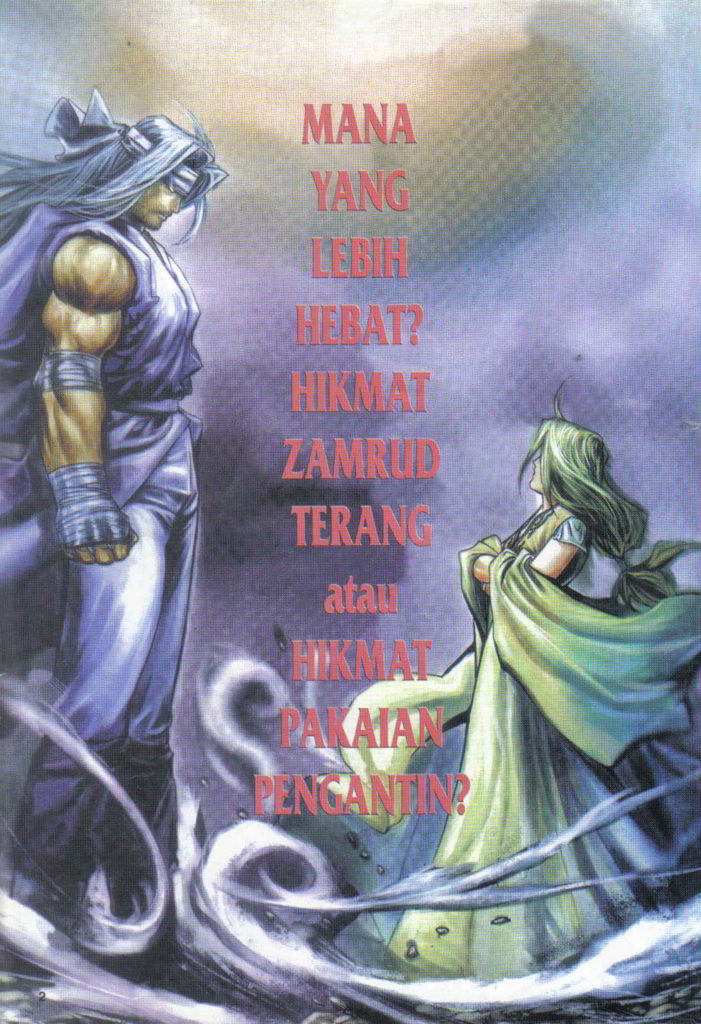 MANA
YANG
LEBIH
HEBAT?
HIKMAT
ZAMRUD
TERANG
atau
HIKMAT
PAKAIAN
PENGANTIN?
2